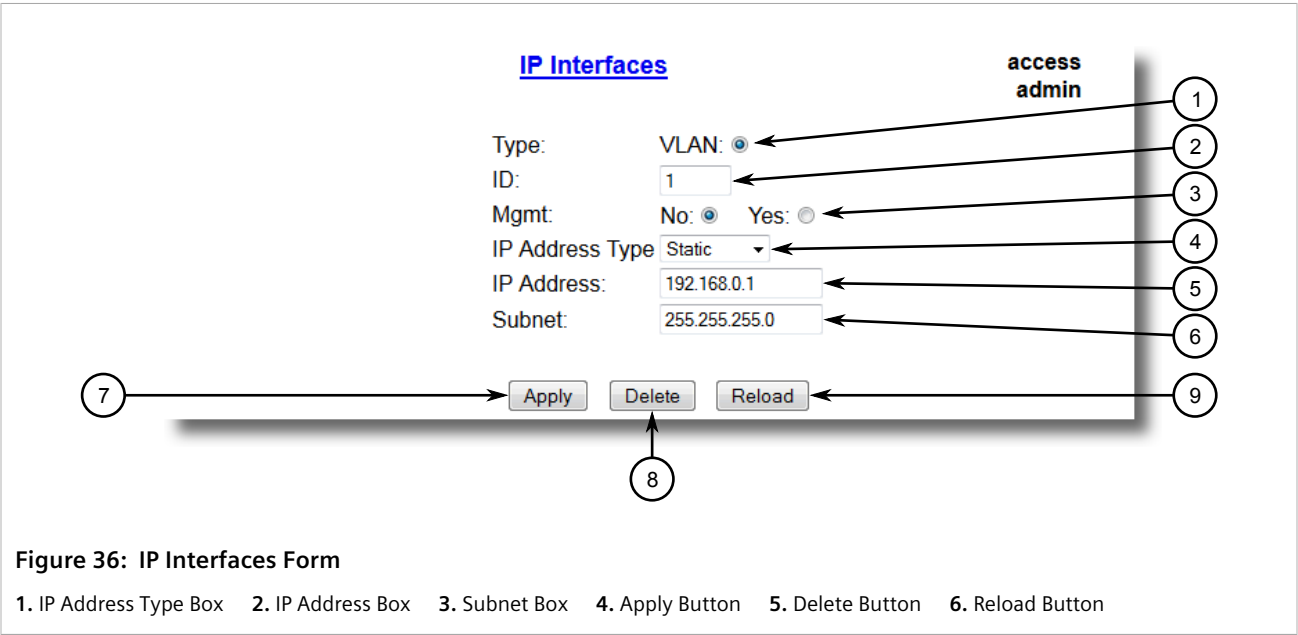 IP Interfaces
access
admin
1
Type: VLAN:
2
ID: 1
3
Mgmt: No: Yes:
4
IP Address Type Static
IP Address: 192.168.0.1
5
Subnet: 255.255.255.0
6
7
Apply Delete Reload
9
8
Figure 36: IP Interfaces Form
1. IP Address Type Box 2. IP Address Box 3. Subnet Box 4. Apply Button 5. Delete Button 6. Reload Button